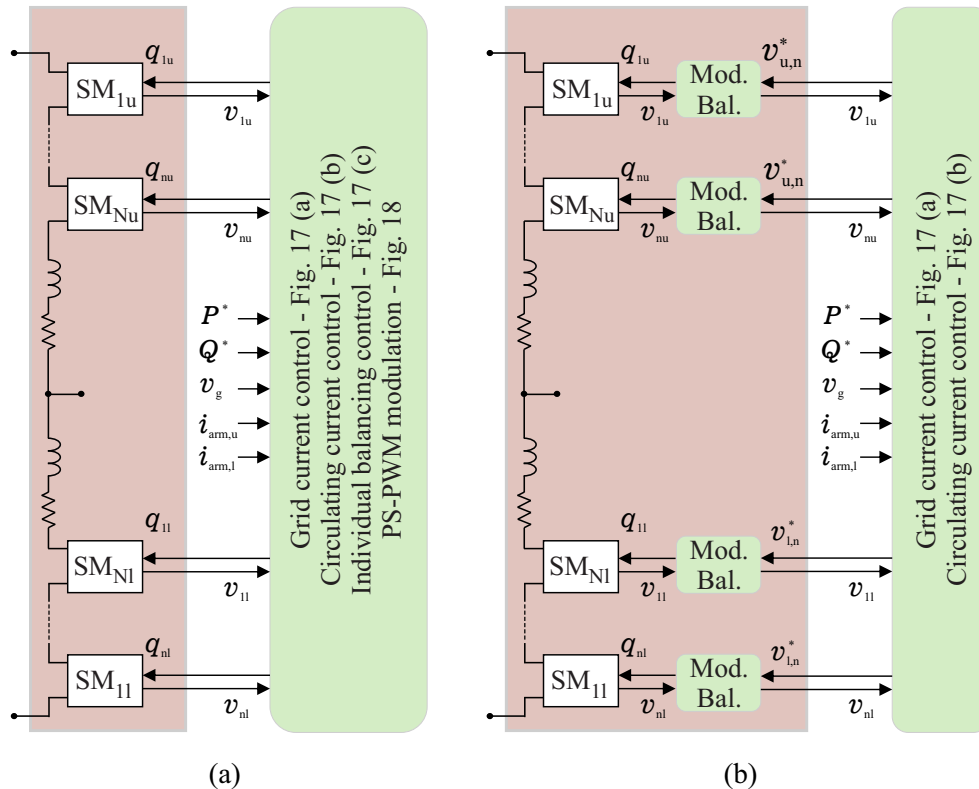 q1u
SM1u
v1u
qnu
SMNu
vnu
P*
Q*
vg
iarm,u
iarm,l
q1l
SMNl
v1l
qnl
SM1l
vnl
Grid current control - Fig. 17 (a)
Circulating current control - Fig. 17 (b)
Individual balancing control - Fig. 17 (c)
PS-PWM modulation - Fig. 18
(a)
q1u
v*u,n
SM1u
Mod.
Bal.
v1u
v1u
qnu
v*u,n
SMNu
Mod.
Bal.
vnu
vnu
P*
Q*
vg
iarm,u
iarm,l
q1l
v*l,n
SMNl
Mod.
Bal.
v1l
v1l
qnl
v*l,n
SM1l
Mod.
Bal.
vnl
vnl
Grid current control - Fig. 17 (a)
Circulating current control - Fig. 17 (b)
(b)